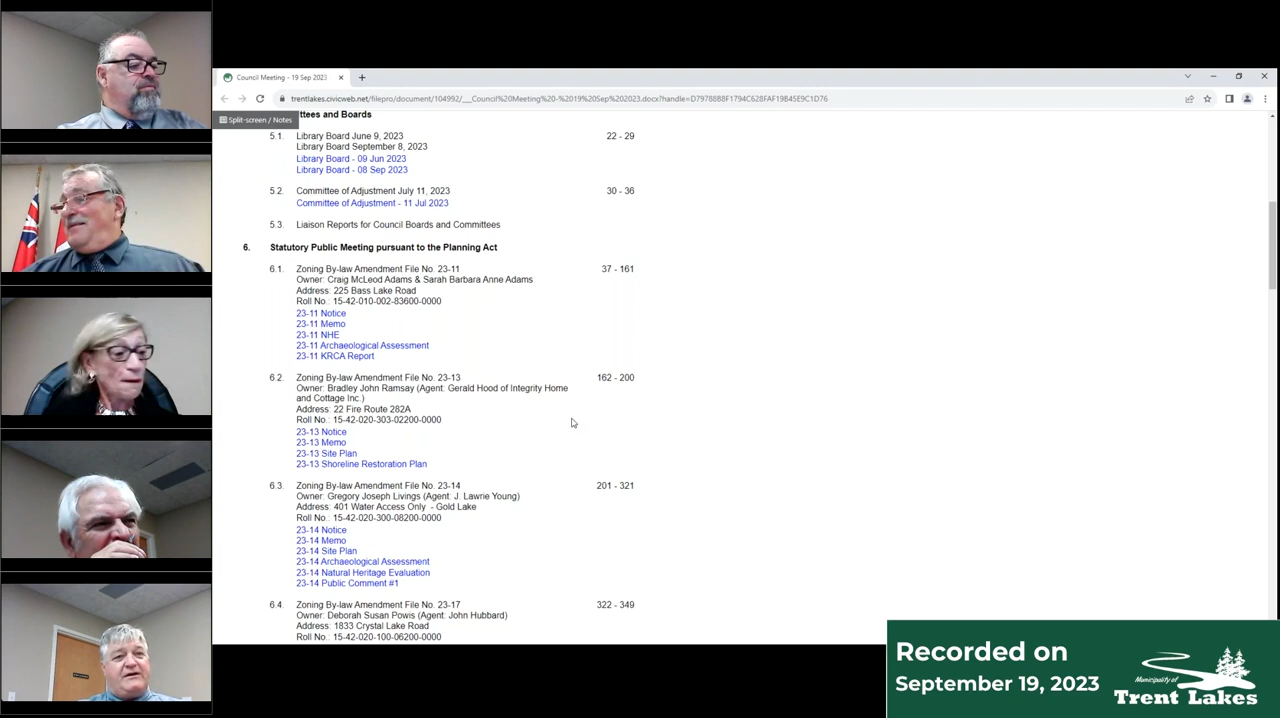 Council Meeting - 19 Sep 2023
trentlakes.civicweb.net/filepro/document/104992/___Council%20Meeting%20-%2019%20Sep%202023.docx?handle=D79788B8F1794C628FAF19B45E9C1D76
Split-screen / Notes
ttees and Boards
5.1. Library Board June 9, 2023 22 - 29
Library Board September 8, 2023
Library Board - 09 Jun 2023
Library Board - 08 Sep 2023
5.2. Committee of Adjustment July 11, 2023 30 - 36
Committee of Adjustment - 11 Jul 2023
5.3. Liaison Reports for Council Boards and Committees
6. Statutory Public Meeting pursuant to the Planning Act
6.1. Zoning By-law Amendment File No. 23-11 37 - 161
Owner: Craig McLeod Adams & Sarah Barbara Anne Adams
Address: 225 Bass Lake Road
Roll No.: 15-42-010-002-83600-0000
23-11 Notice
23-11 Memo
23-11 NHE
23-11 Archaeological Assessment
23-11 KRCA Report
6.2. Zoning By-law Amendment File No. 23-13 162 - 200
Owner: Bradley John Ramsay (Agent: Gerald Hood of Integrity Home
and Cottage Inc.)
Address: 22 Fire Route 282A
Roll No.: 15-42-020-303-02200-0000
23-13 Notice
23-13 Memo
23-13 Site Plan
23-13 Shoreline Restoration Plan
6.3. Zoning By-law Amendment File No. 23-14 201 - 321
Owner: Gregory Joseph Livings (Agent: J. Lawrie Young)
Address: 401 Water Access Only - Gold Lake
Roll No.: 15-42-020-300-08200-0000
23-14 Notice
23-14 Memo
23-14 Site Plan
23-14 Archaeological Assessment
23-14 Natural Heritage Evaluation
23-14 Public Comment #1
6.4. Zoning By-law Amendment File No. 23-17 322 - 349
Owner: Deborah Susan Powis (Agent: John Hubbard)
Address: 1833 Crystal Lake Road
Roll No.: 15-42-020-100-06200-0000
Recorded on
September 19, 2023
Municipality of
Trent Lakes